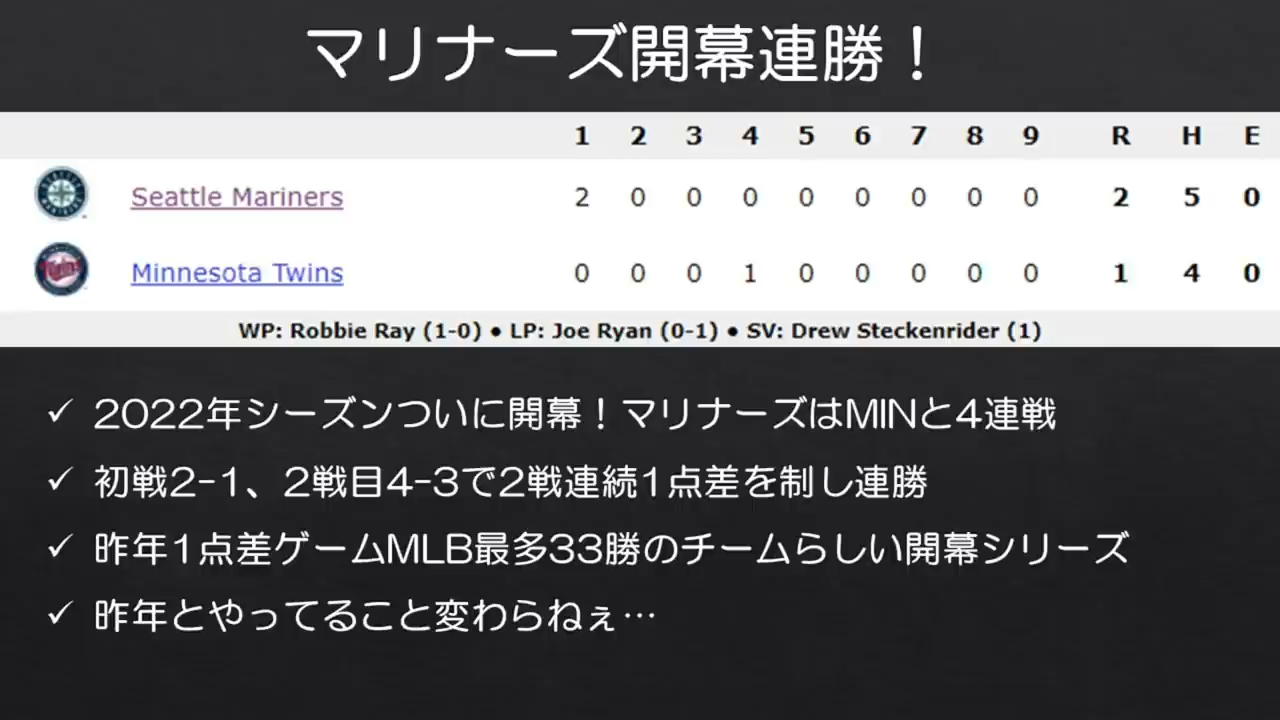 マリナーズ開幕連勝！
1 2 3 4 5 6 7 8 9 R H E
Seattle Mariners 2 0 0 0 0 0 0 0 0 2 5 0
Minnesota Twins 0 0 0 1 0 0 0 0 0 1 4 0
WP: Robbie Ray (1-0) ● LP: Joe Ryan (0-1) ● SV: Drew Steckenrider (1)
✓ 2022年シーズンついに開幕！マリナーズはMINと4連戦
✓ 初戦2-1、2戦目4-3で2戦連続1点差を制し連勝
✓ 昨年1点差ゲームMLB最多33勝のチームらしい開幕シリーズ
✓ 昨年とやってること変わらねぇ…